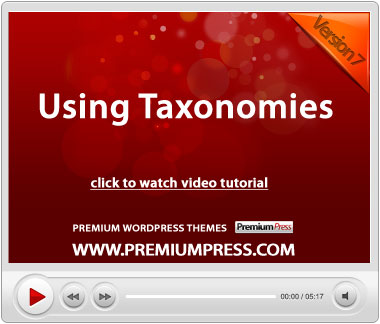 Version 7
Using Taxonomies
click to watch video tutorial
PREMIUM WORDPRESS THEMES PremiumPress
WWW.PREMIUMPRESS.COM
00:00 / 05:17